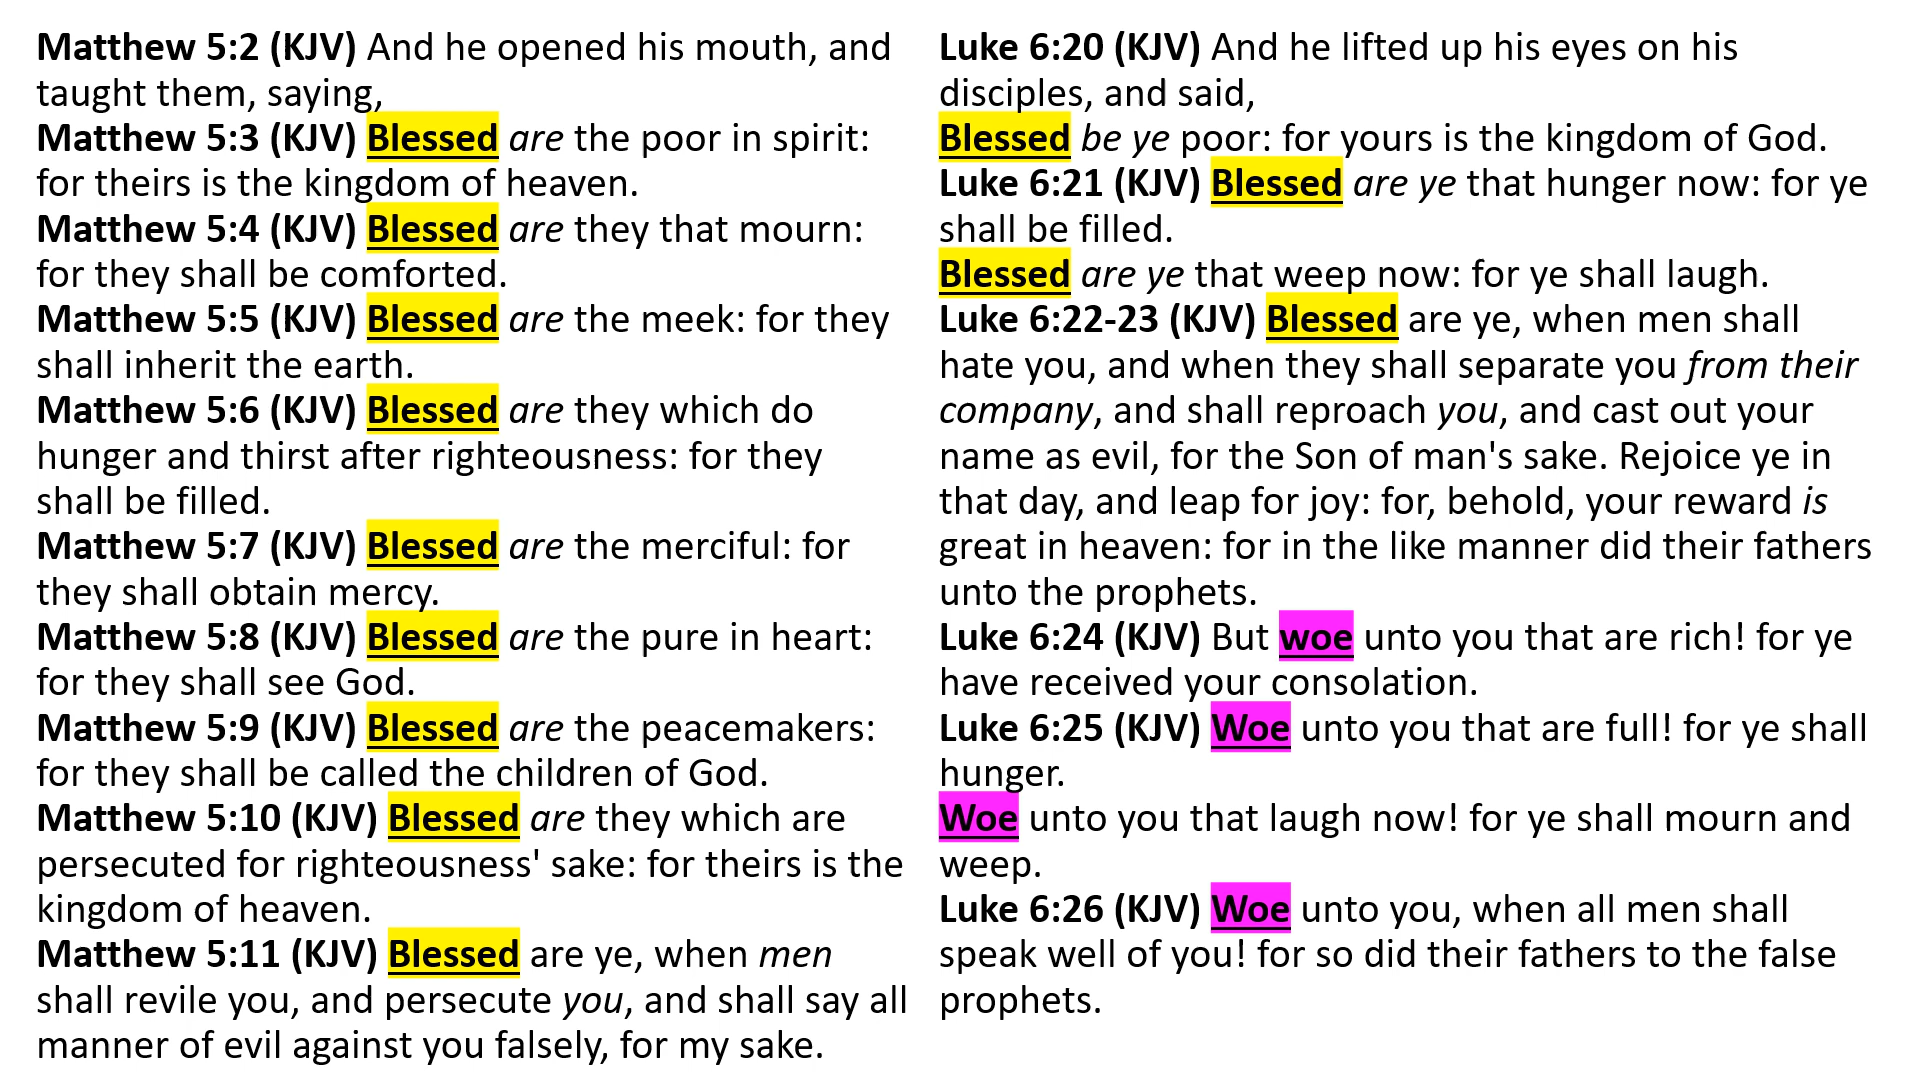 Matthew 5:2 (KJV) And he opened his mouth, and
taught them, saying,
Matthew 5:3 (KJV) Blessed are the poor in spirit:
for theirs is the kingdom of heaven.
Matthew 5:4 (KJV) Blessed are they that mourn:
for they shall be comforted.
Matthew 5:5 (KJV) Blessed are the meek: for they
shall inherit the earth.
Matthew 5:6 (KJV) Blessed are they which do
hunger and thirst after righteousness: for they
shall be filled.
Matthew 5:7 (KJV) Blessed are the merciful: for
they shall obtain mercy.
Matthew 5:8 (KJV) Blessed are the pure in heart:
for they shall see God.
Matthew 5:9 (KJV) Blessed are the peacemakers:
for they shall be called the children of God.
Matthew 5:10 (KJV) Blessed are they which are
persecuted for righteousness' sake: for theirs is the
kingdom of heaven.
Matthew 5:11 (KJV) Blessed are ye, when men
shall revile you, and persecute you, and shall say all
manner of evil against you falsely, for my sake.
Luke 6:20 (KJV) And he lifted up his eyes on his
disciples, and said,
Blessed be ye poor: for yours is the kingdom of God.
Luke 6:21 (KJV) Blessed are ye that hunger now: for ye
shall be filled.
Blessed are ye that weep now: for ye shall laugh.
Luke 6:22-23 (KJV) Blessed are ye, when men shall
hate you, and when they shall separate you from their
company, and shall reproach you, and cast out your
name as evil, for the Son of man's sake. Rejoice ye in
that day, and leap for joy: for, behold, your reward is
great in heaven: for in the like manner did their fathers
unto the prophets.
Luke 6:24 (KJV) But woe unto you that are rich! for ye
have received your consolation.
Luke 6:25 (KJV) Woe unto you that are full! for ye shall
hunger.
Woe unto you that laugh now! for ye shall mourn and
weep.
Luke 6:26 (KJV) Woe unto you, when all men shall
speak well of you! for so did their fathers to the false
prophets.